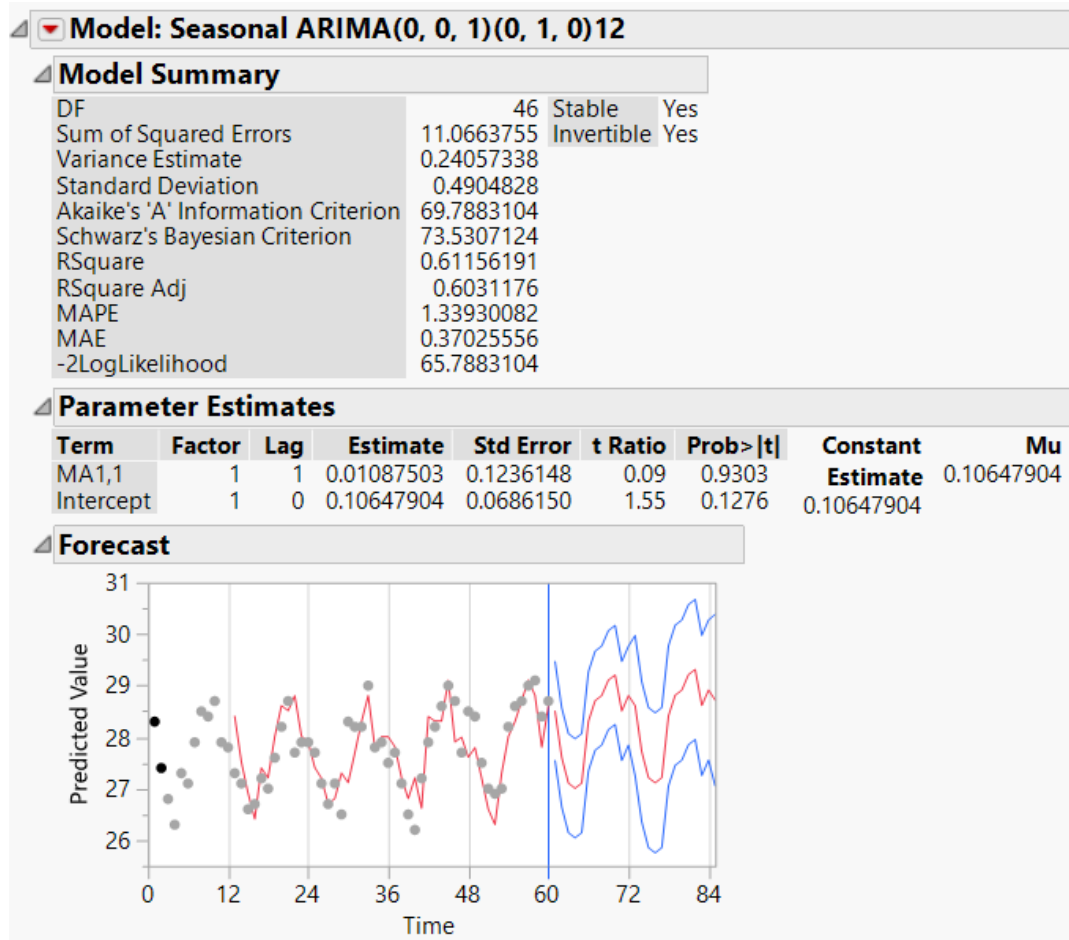 Model: Seasonal ARIMA(0, 0, 1)(0, 1, 0)12
Model Summary
DF 46 Stable Yes
Sum of Squared Errors 11.0663755 Invertible Yes
Variance Estimate 0.24057338
Standard Deviation 0.4904828
Akaike's 'A' Information Criterion 69.7883104
Schwarz's Bayesian Criterion 73.5307124
RSquare 0.61156191
RSquare Adj 0.6031176
MAPE 1.33930082
MAE 0.37025556
-2LogLikelihood 65.7883104
Parameter Estimates
Term Factor Lag Estimate Std Error t Ratio Prob>|t| Constant Mu
MA1,1 1 1 0.01087503 0.1236148 0.09 0.9303 Estimate 0.10647904
Intercept 1 0 0.10647904 0.0686150 1.55 0.1276 0.10647904
Forecast
31
30
29
28
27
26
Predicted Value
0 12 24 36 48 60 72 84
Time